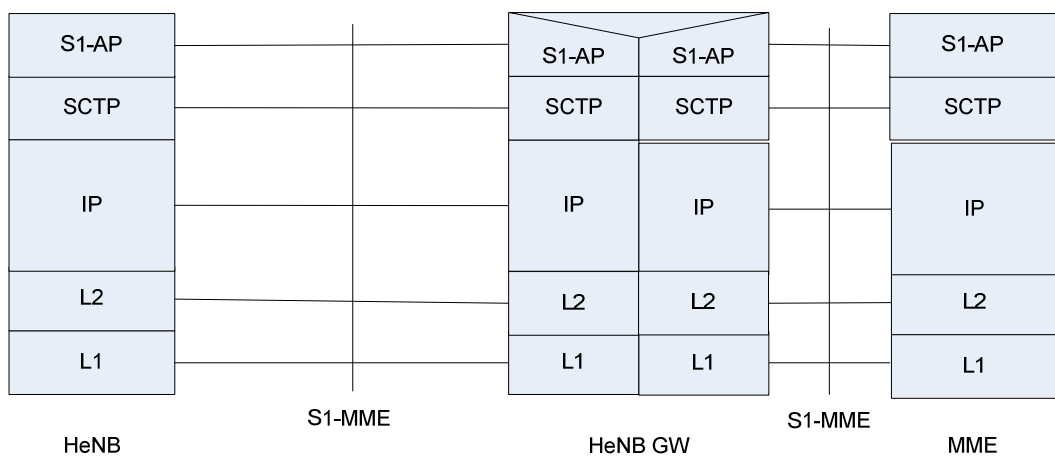 S1-AP
S1-AP
S1-AP
S1-AP
SCTP
SCTP
SCTP
SCTP
IP
IP
IP
IP
L2
L2
L2
L2
L1
L1
L1
L1
S1-MME
S1-MME
HeNB
HeNB GW
MME